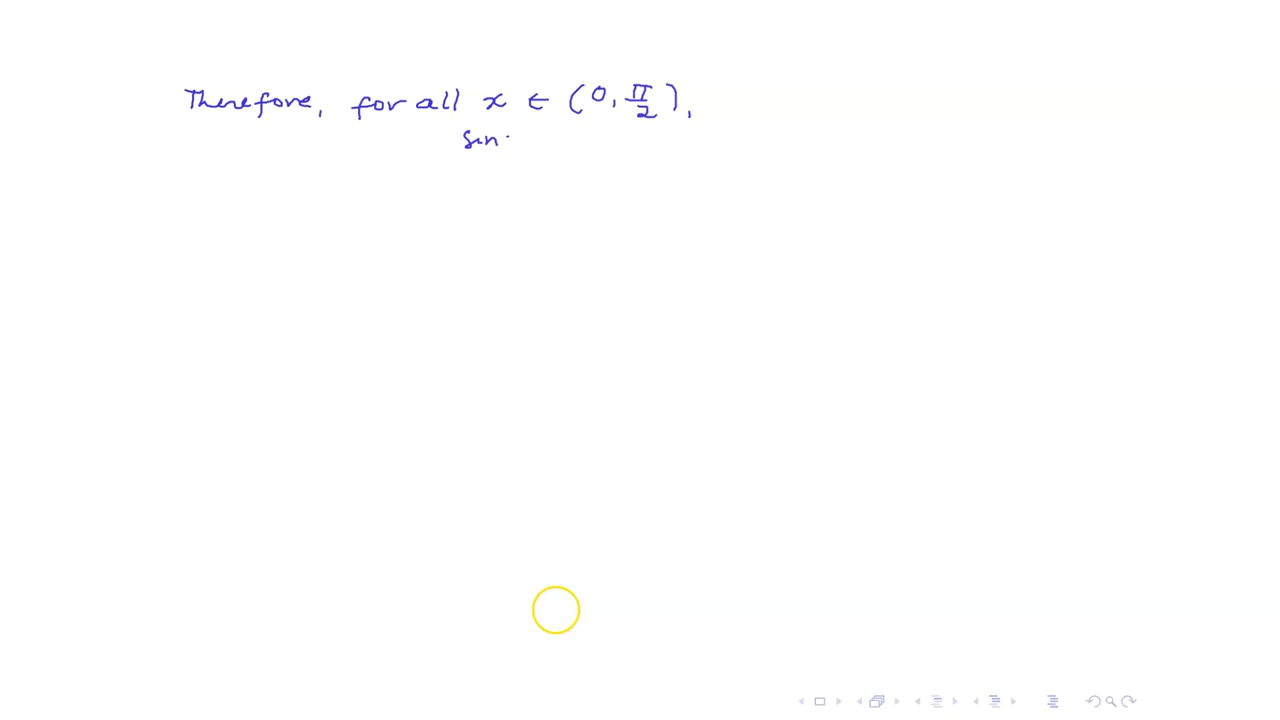 Therefore, for all x ∈ (0, π/2),
sin